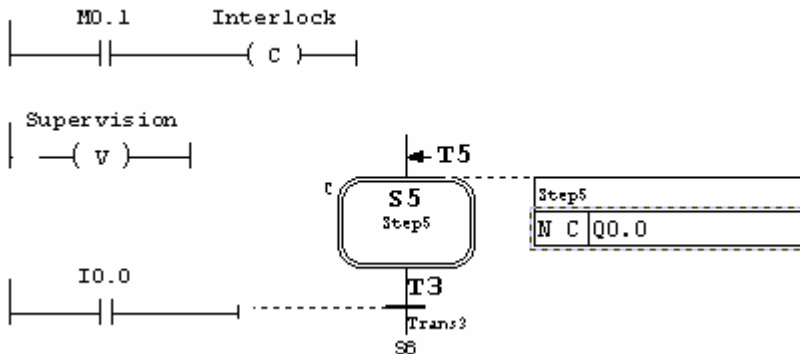 M0.1 Interlock
( C )
Supervision
( V )
T5
C
S5
Step5
Step5
N C Q0.0
I0.0
T3
Trans3
S6